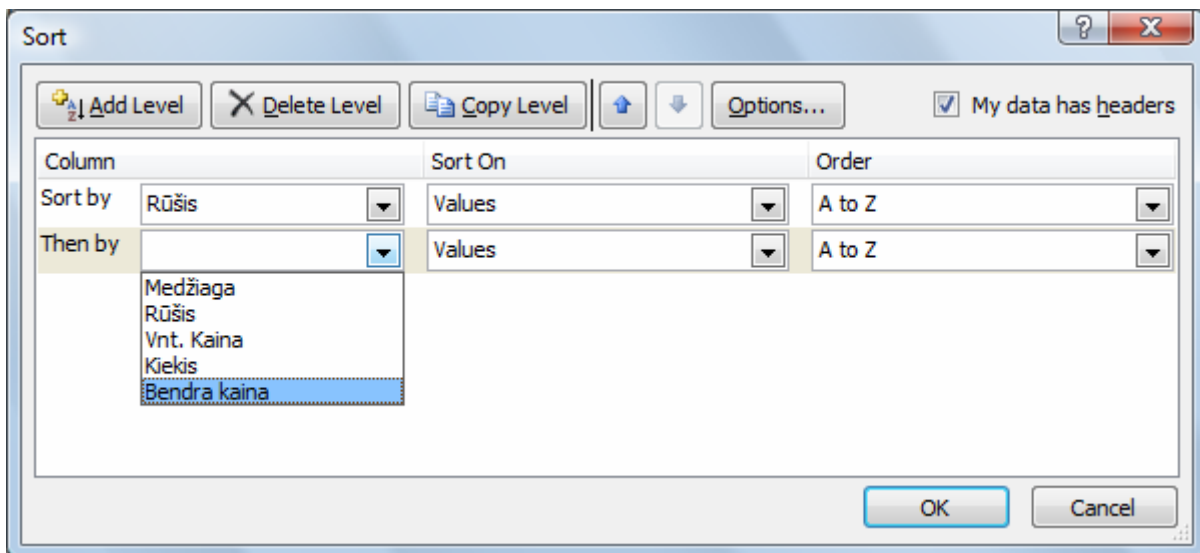 Sort
Add Level Delete Level Copy Level Options... My data has headers
Column Sort On Order
Sort by Rūšis Values A to Z
Then by Values A to Z
Medžiaga
Rūšis
Vnt. Kaina
Kiekis
Bendra kaina
OK Cancel